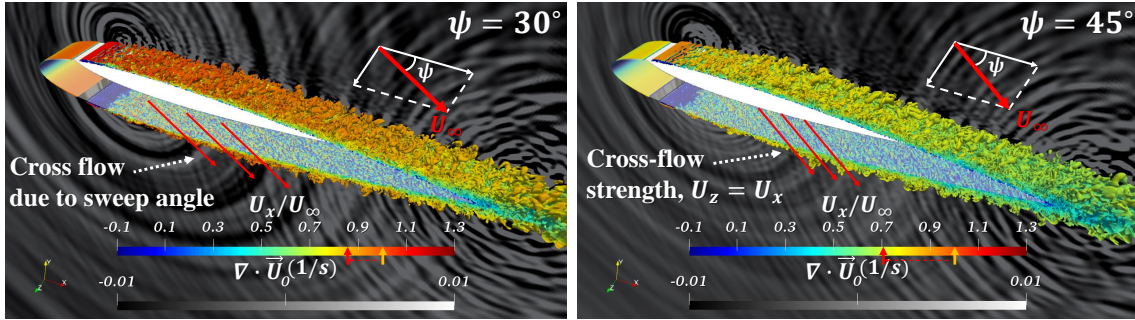 ψ = 30°
ψ
U∞
Cross flow
due to sweep angle
Ux/U∞
-0.1 0.1 0.3 0.5 0.7 0.9 1.1 1.3
∇ · U⃗ (1/s)
-0.01 0 0.01
Y
Z X
ψ = 45°
ψ
U∞
Cross-flow
strength, Uz = Ux
Ux/U∞
-0.1 0.1 0.3 0.5 0.7 0.9 1.1 1.3
∇ · U⃗ (1/s)
-0.01 0 0.01
Y
Z X